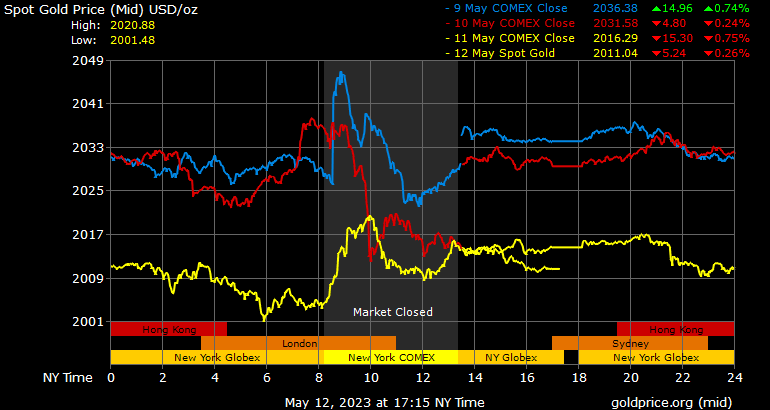 Spot Gold Price (Mid) USD/oz
High: 2020.88
Low: 2001.48
- 9 May COMEX Close 2036.38 ▲14.96 ▲0.74%
- 10 May COMEX Close 2031.58 ▼4.80 ▼0.24%
- 11 May COMEX Close 2016.29 ▼15.30 ▼0.75%
- 12 May Spot Gold 2011.04 ▼5.24 ▼0.26%
2049
2041
2033
2025
2017
2009
2001
Market Closed
Hong Kong Hong Kong
London Sydney
New York Globex New York COMEX NY Globex New York Globex
NY Time 0 2 4 6 8 10 12 14 16 18 20 22 24
May 12, 2023 at 17:15 NY Time goldprice.org (mid)